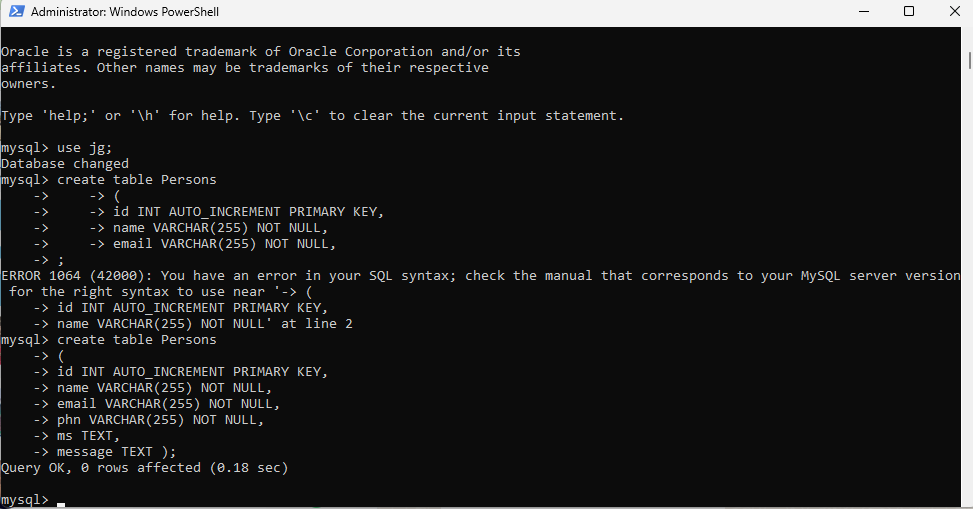 Administrator: Windows PowerShell
Oracle is a registered trademark of Oracle Corporation and/or its
affiliates. Other names may be trademarks of their respective
owners.
Type 'help;' or '\h' for help. Type '\c' to clear the current input statement.
mysql> use jg;
Database changed
mysql> create table Persons
    ->     -> (
    ->     -> id INT AUTO_INCREMENT PRIMARY KEY,
    ->     -> name VARCHAR(255) NOT NULL,
    ->     -> email VARCHAR(255) NOT NULL,
    -> ;
ERROR 1064 (42000): You have an error in your SQL syntax; check the manual that corresponds to your MySQL server version
 for the right syntax to use near '-> (
    -> id INT AUTO_INCREMENT PRIMARY KEY,
    -> name VARCHAR(255) NOT NULL' at line 2
mysql> create table Persons
    -> (
    -> id INT AUTO_INCREMENT PRIMARY KEY,
    -> name VARCHAR(255) NOT NULL,
    -> email VARCHAR(255) NOT NULL,
    -> phn VARCHAR(255) NOT NULL,
    -> ms TEXT,
    -> message TEXT );
Query OK, 0 rows affected (0.18 sec)
mysql>